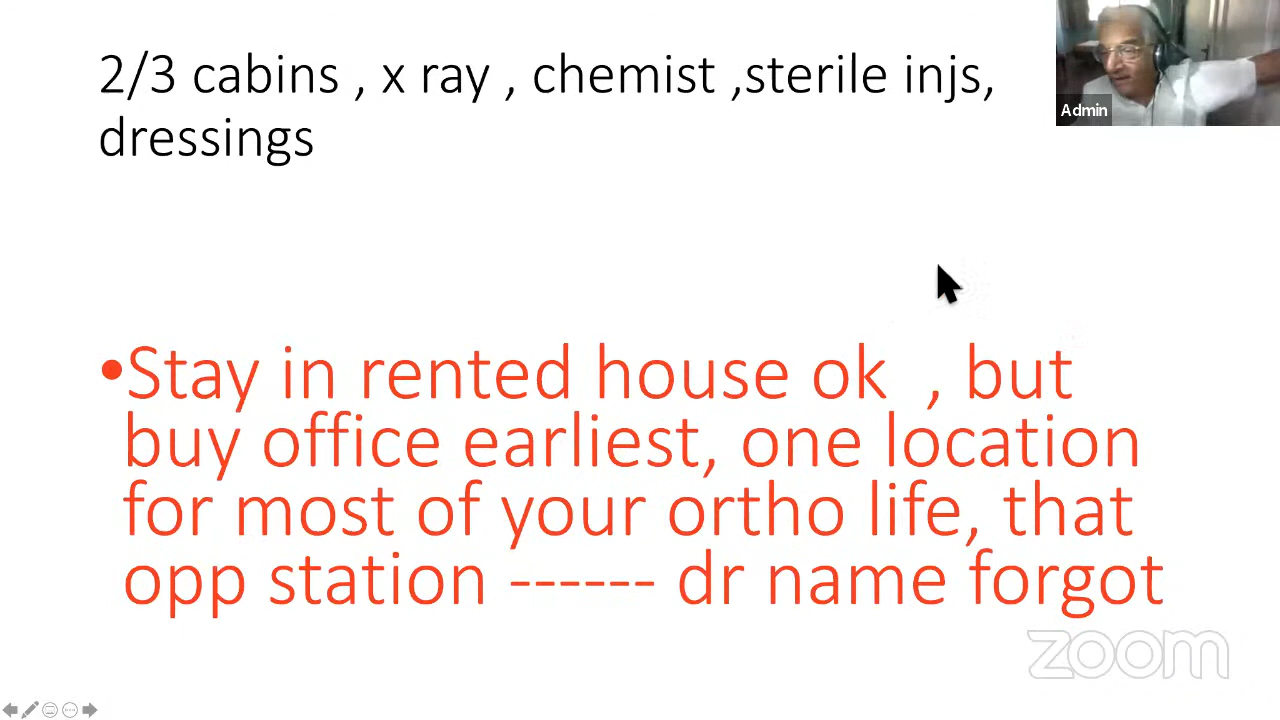 2/3 cabins , x ray , chemist ,sterile injs,
dressings
Admin
•Stay in rented house ok  , but
buy office earliest, one location
for most of your ortho life, that
opp station ------ dr name forgot
zoom